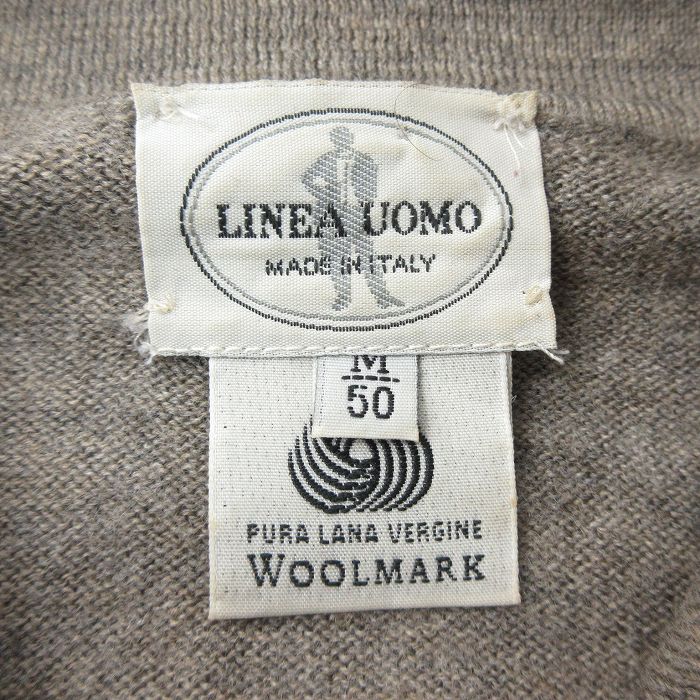 LINEA UOMO
MADE IN ITALY
M
50
PURA LANA VERGINE
WOOLMARK